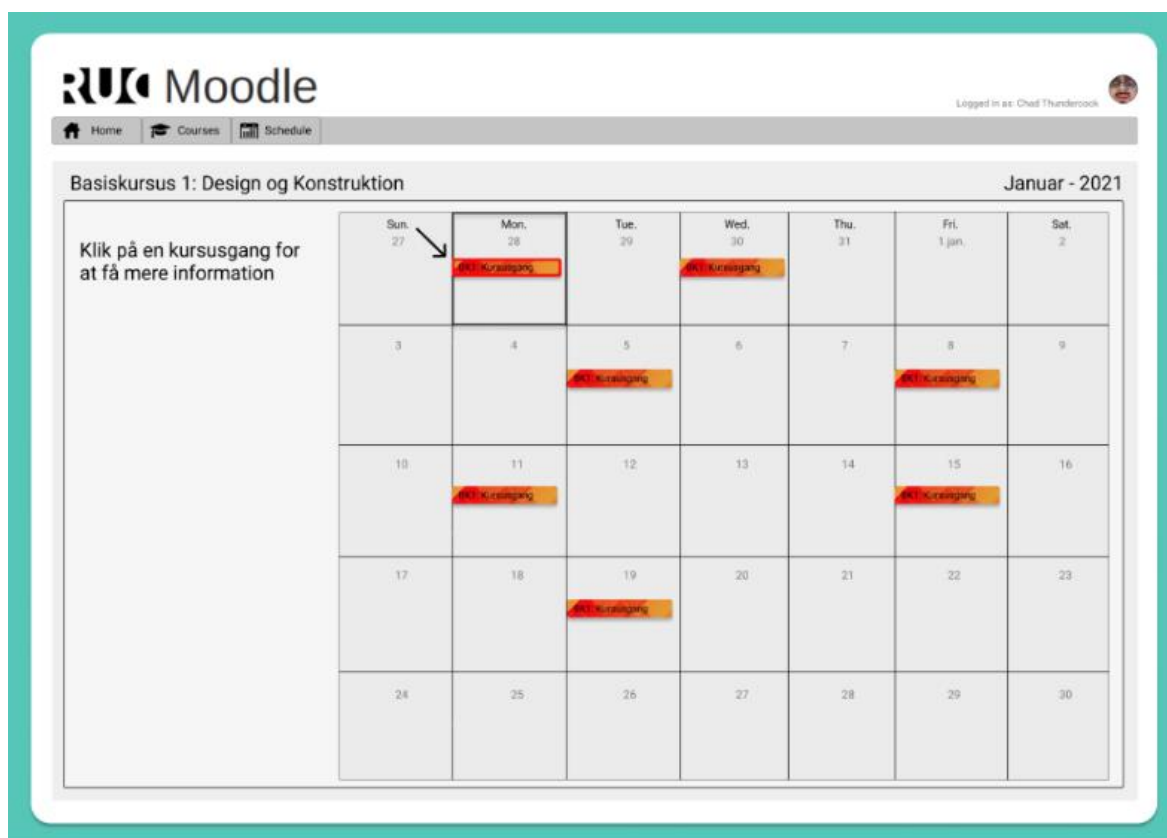 RUC Moodle
Logged in as: Chad Thundercock
Home Courses Schedule
Basiskursus 1: Design og Konstruktion
Januar - 2021
Klik på en kursusgang for
at få mere information
Sun. Mon. Tue. Wed. Thu. Fri. Sat.
27 28 29 30 31 1 jan. 2
BK1: Kursusgang BK1: Kursusgang
3 4 5 6 7 8 9
BK1: Kursusgang BK1: Kursusgang
10 11 12 13 14 15 16
BK1: Kursusgang BK1: Kursusgang
17 18 19 20 21 22 23
BK1: Kursusgang
24 25 26 27 28 29 30